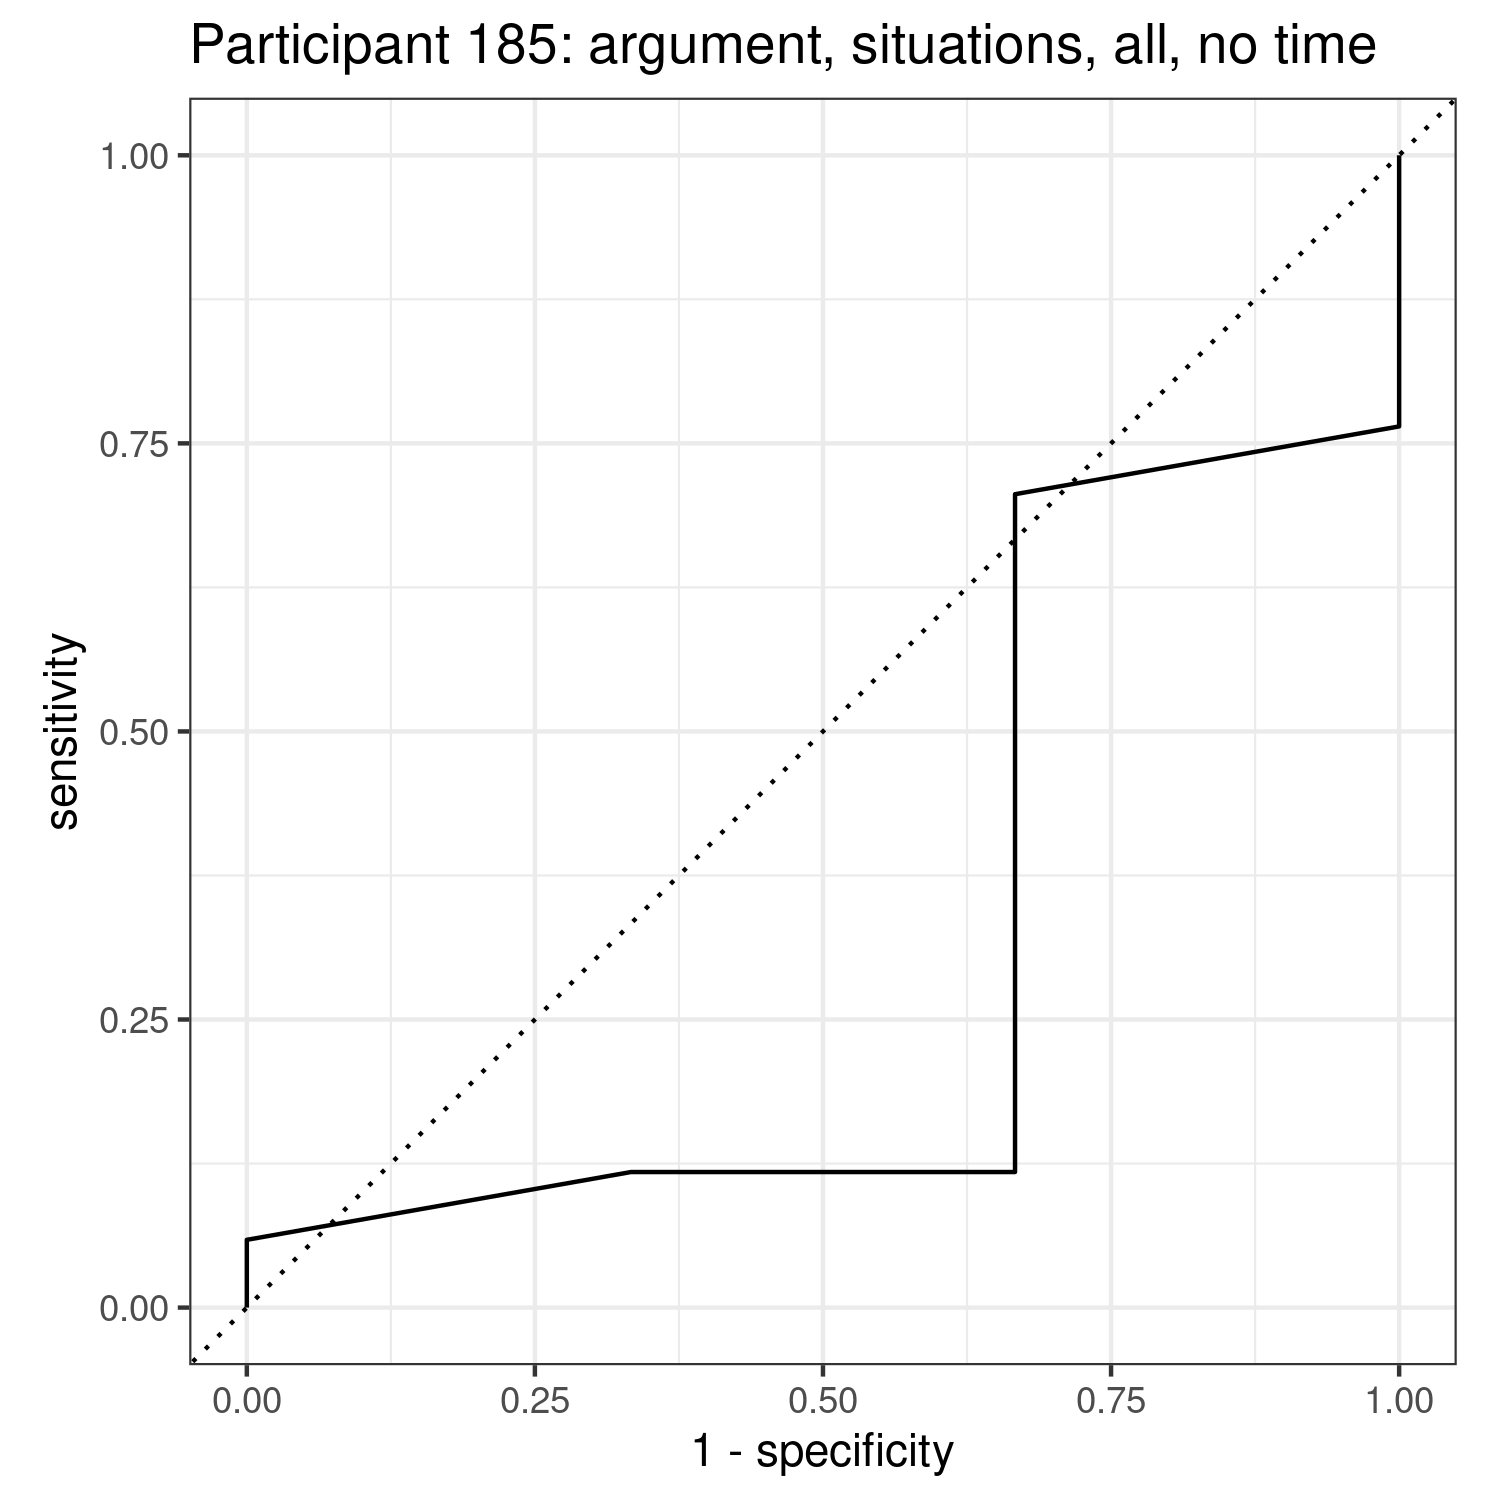 Participant 185: argument, situations, all, no time
1.00
0.75
0.50
0.25
0.00
sensitivity
0.00 0.25 0.50 0.75 1.00
1 - specificity